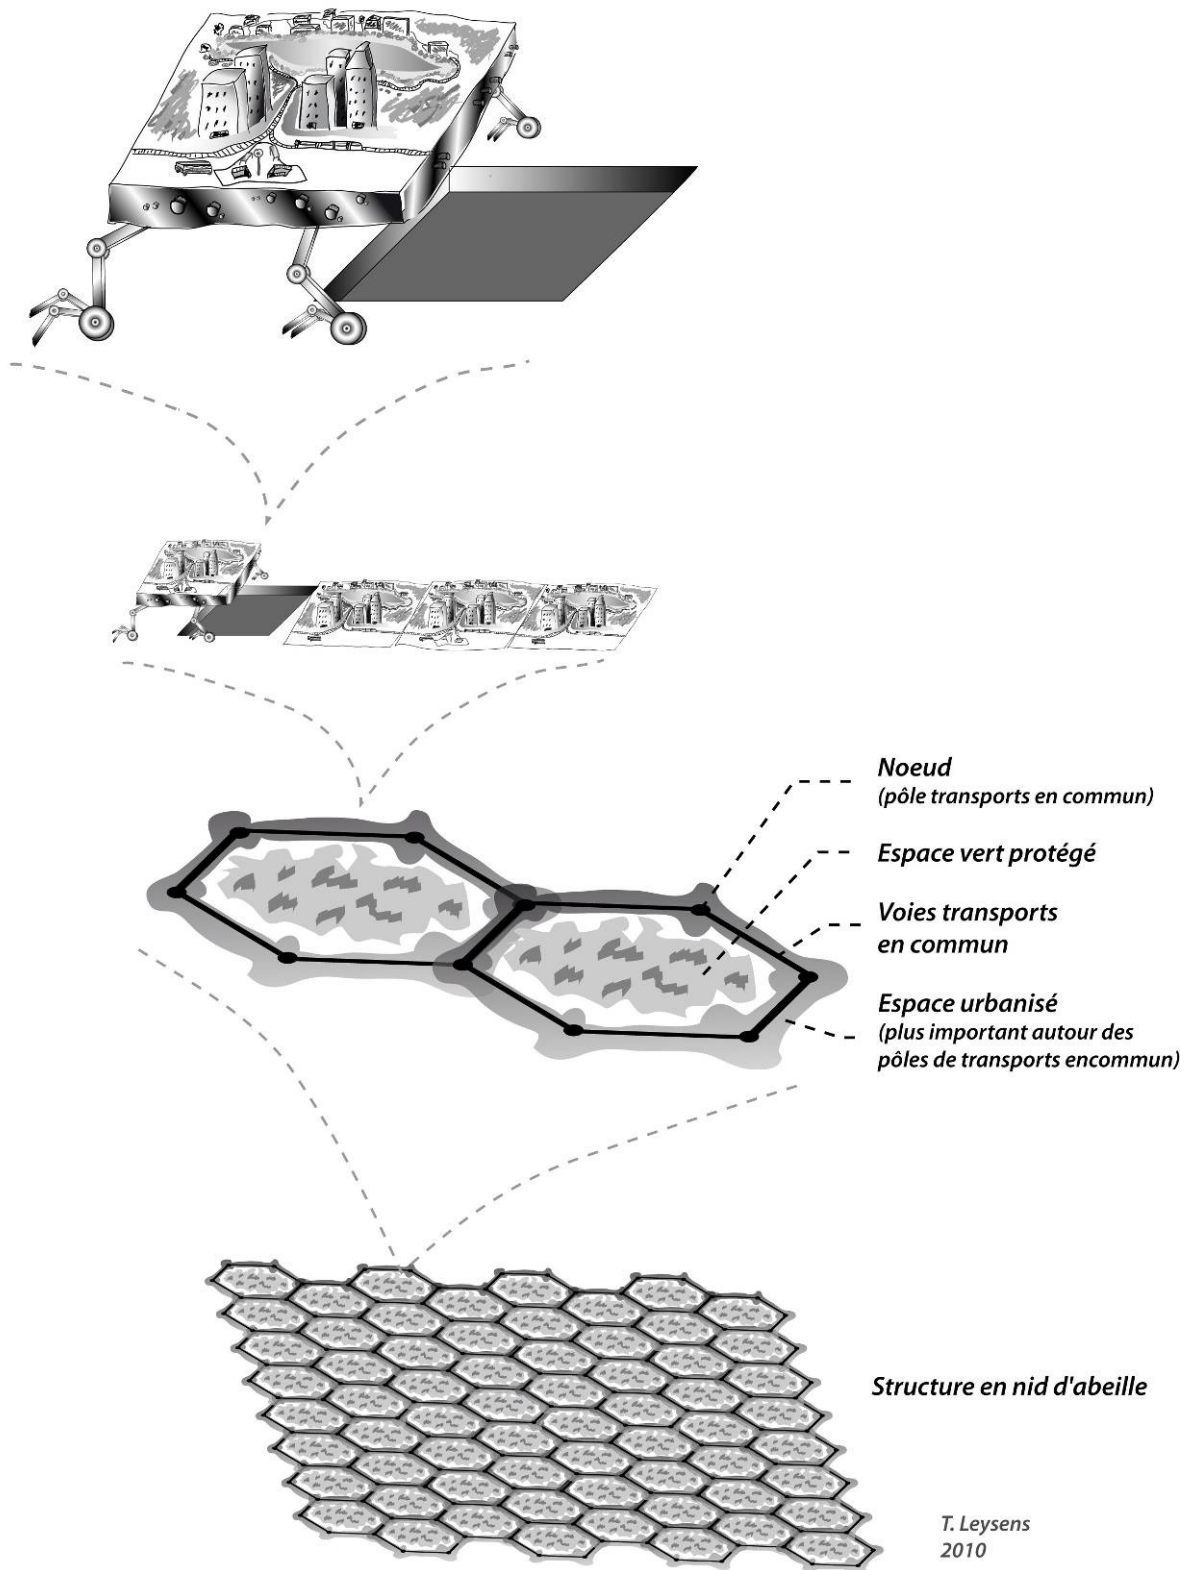 Noeud
(pôle transports en commun)
Espace vert protégé
Voies transports
en commun
Espace urbanisé
(plus important autour des
pôles de transports encommun)
Structure en nid d'abeille
T. Leysens
2010